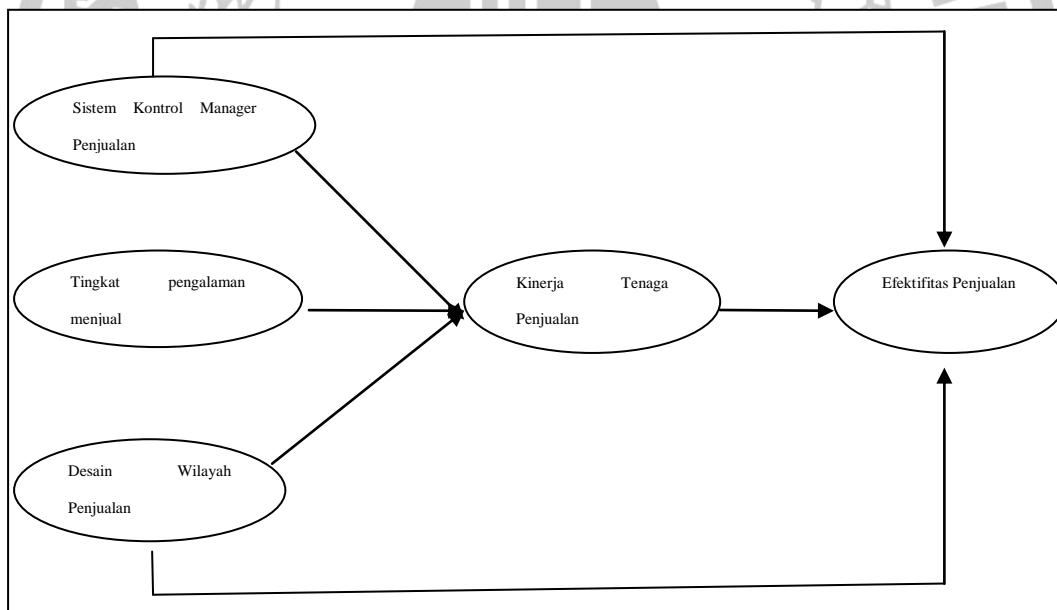 Sistem Kontrol Manager
Penjualan
Tingkat pengalaman
menjual
Kinerja Tenaga
Penjualan
Efektifitas Penjualan
Desain Wilayah
Penjualan